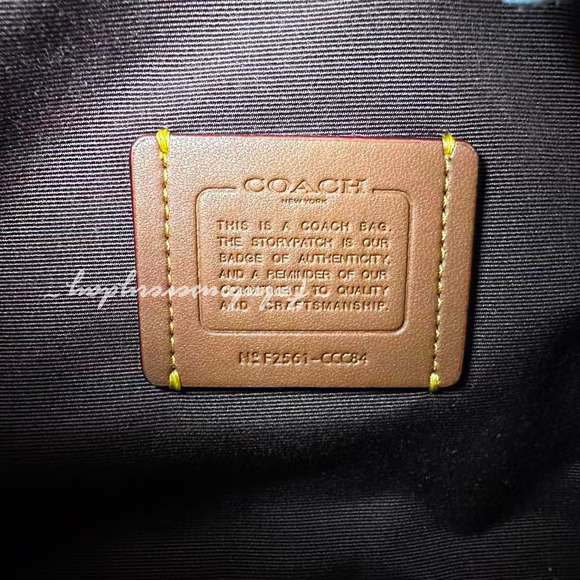 COACH
NEW YORK
THIS IS A COACH BAG.
THE STORYPATCH IS OUR
BADGE OF AUTHENTICITY,
AND A REMINDER OF OUR
COMMITMENT TO QUALITY
AND CRAFTSMANSHIP.
Nº F2561-CCC84